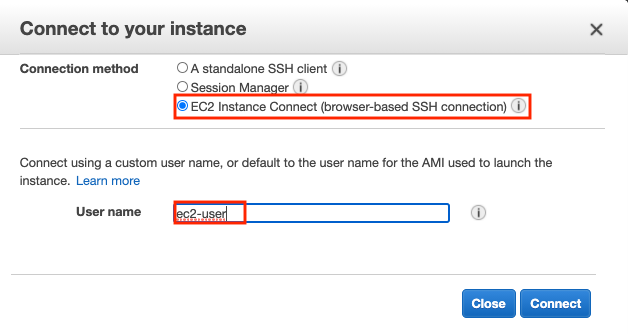 Connect to your instance
Connection method
A standalone SSH client
Session Manager
EC2 Instance Connect (browser-based SSH connection)
Connect using a custom user name, or default to the user name for the AMI used to launch the
instance. Learn more
User name ec2-user
Close Connect